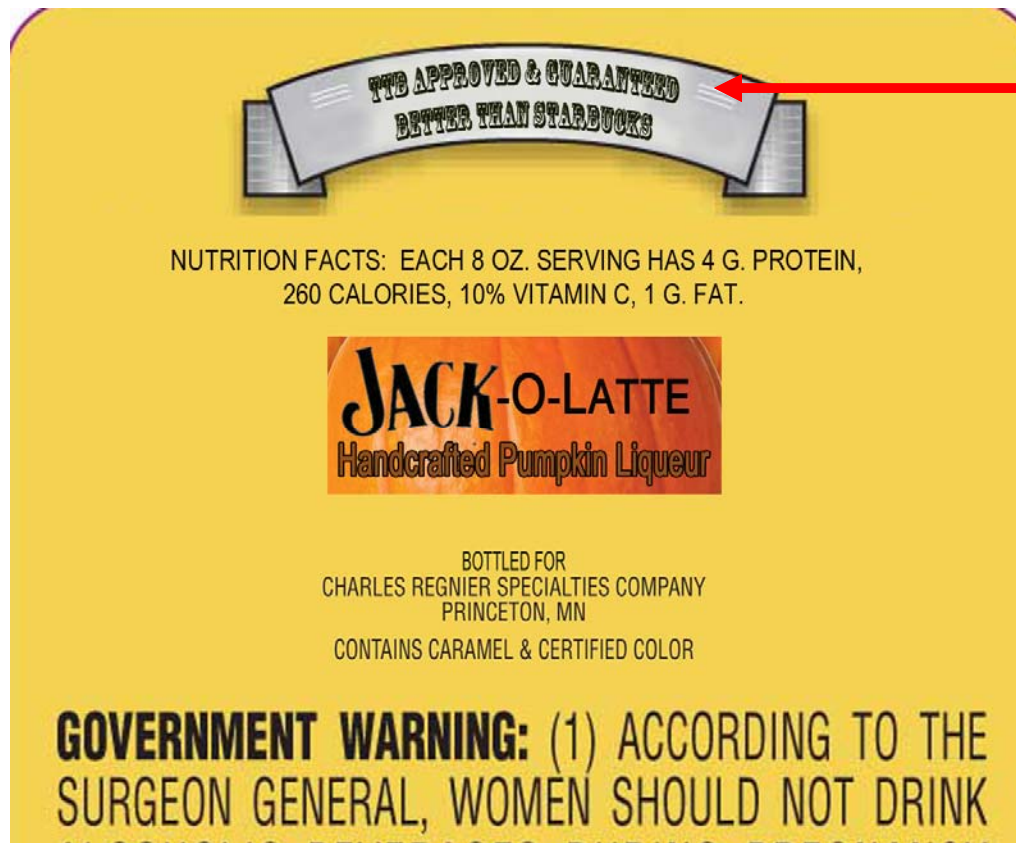 TTB APPROVED & GUARANTEED
BETTER THAN STARBUCKS
NUTRITION FACTS: EACH 8 OZ. SERVING HAS 4 G. PROTEIN,
260 CALORIES, 10% VITAMIN C, 1 G. FAT.
JACK-O-LATTE
Handcrafted Pumpkin Liqueur
BOTTLED FOR
CHARLES REGNIER SPECIALTIES COMPANY
PRINCETON, MN
CONTAINS CARAMEL & CERTIFIED COLOR
GOVERNMENT WARNING: (1) ACCORDING TO THE
SURGEON GENERAL, WOMEN SHOULD NOT DRINK